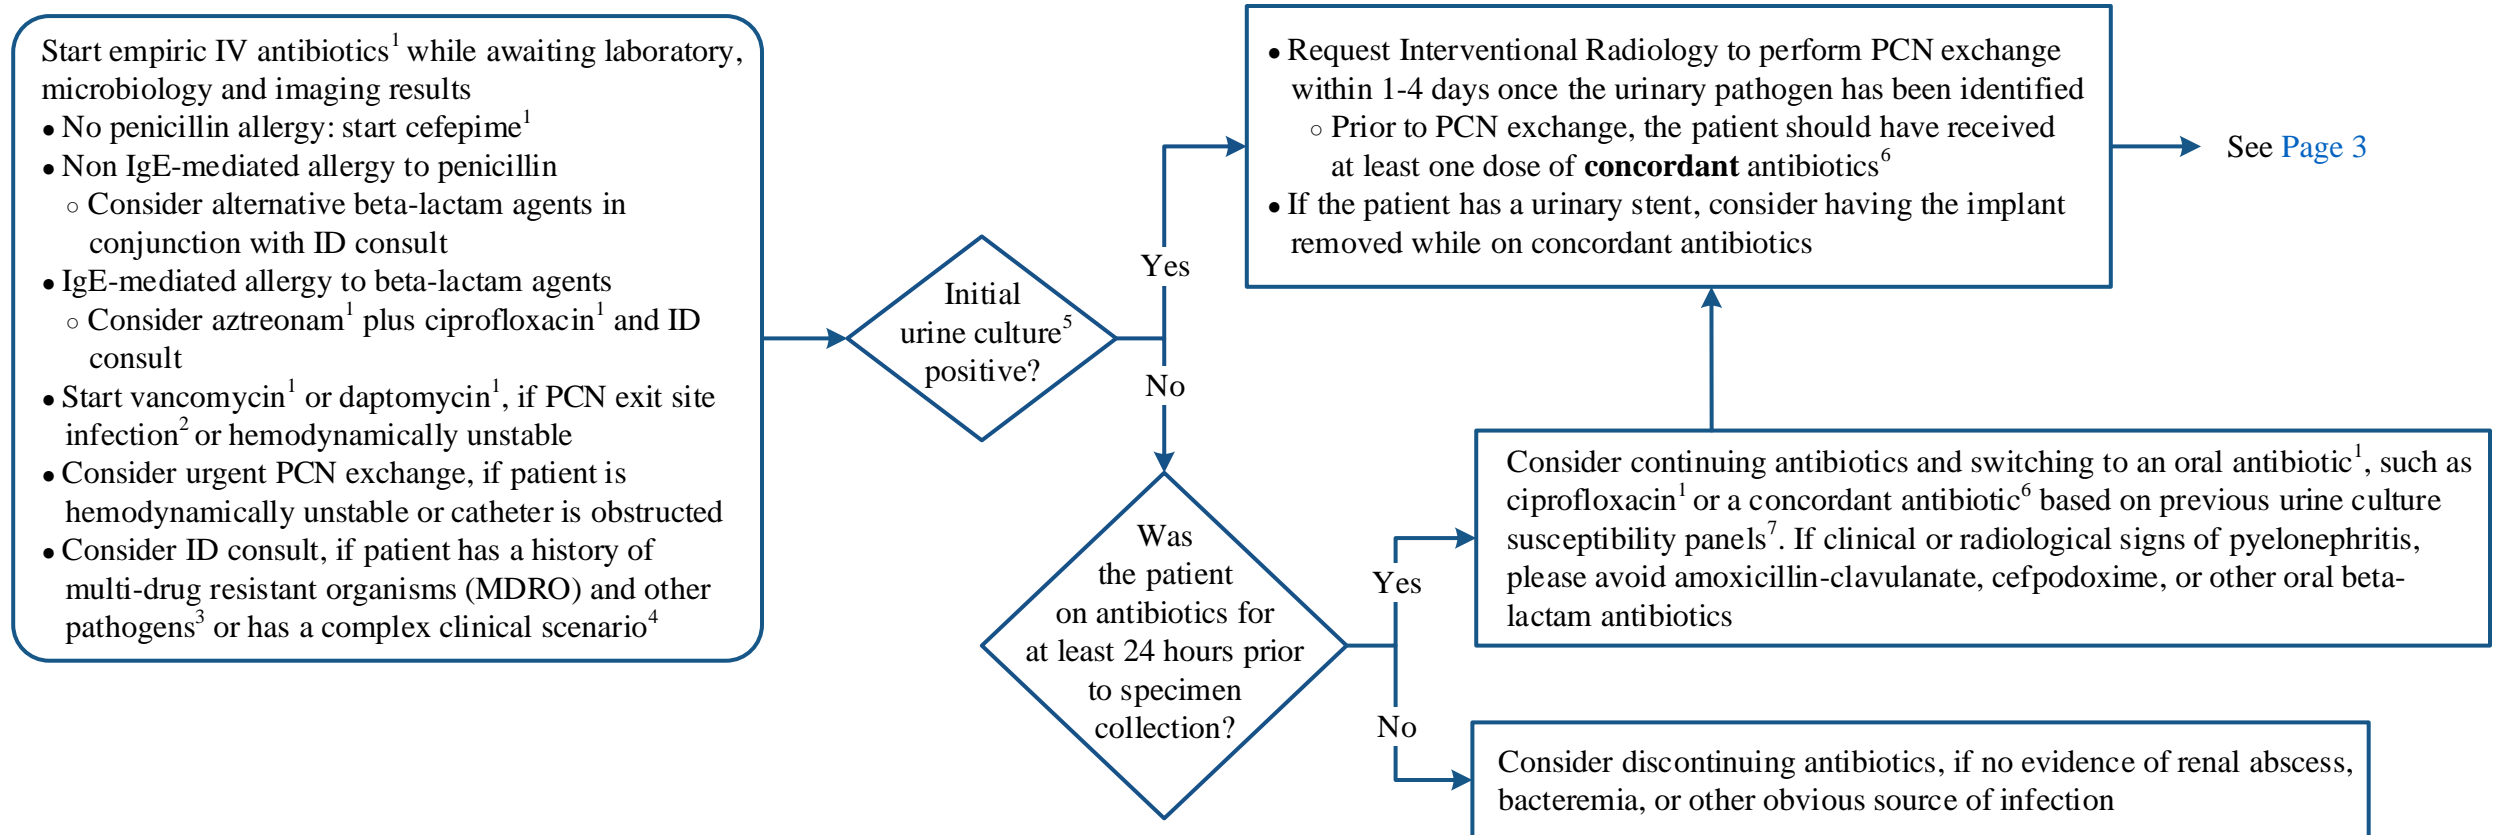 Start empiric IV antibiotics¹ while awaiting laboratory,
microbiology and imaging results
● No penicillin allergy: start cefepime¹
● Non IgE-mediated allergy to penicillin
○ Consider alternative beta-lactam agents in
conjunction with ID consult
● IgE-mediated allergy to beta-lactam agents
○ Consider aztreonam¹ plus ciprofloxacin¹ and ID
consult
● Start vancomycin¹ or daptomycin¹, if PCN exit site
infection² or hemodynamically unstable
● Consider urgent PCN exchange, if patient is
hemodynamically unstable or catheter is obstructed
● Consider ID consult, if patient has a history of
multi-drug resistant organisms (MDRO) and other
pathogens³ or has a complex clinical scenario⁴
Initial
urine culture⁵
positive?
Yes
No
● Request Interventional Radiology to perform PCN exchange
within 1-4 days once the urinary pathogen has been identified
○ Prior to PCN exchange, the patient should have received
at least one dose of concordant antibiotics⁶
● If the patient has a urinary stent, consider having the implant
removed while on concordant antibiotics
See Page 3
Was
the patient
on antibiotics for
at least 24 hours prior
to specimen
collection?
Yes
No
Consider continuing antibiotics and switching to an oral antibiotic¹, such as
ciprofloxacin¹ or a concordant antibiotic⁶ based on previous urine culture
susceptibility panels⁷. If clinical or radiological signs of pyelonephritis,
please avoid amoxicillin-clavulanate, cefpodoxime, or other oral beta-
lactam antibiotics
Consider discontinuing antibiotics, if no evidence of renal abscess,
bacteremia, or other obvious source of infection